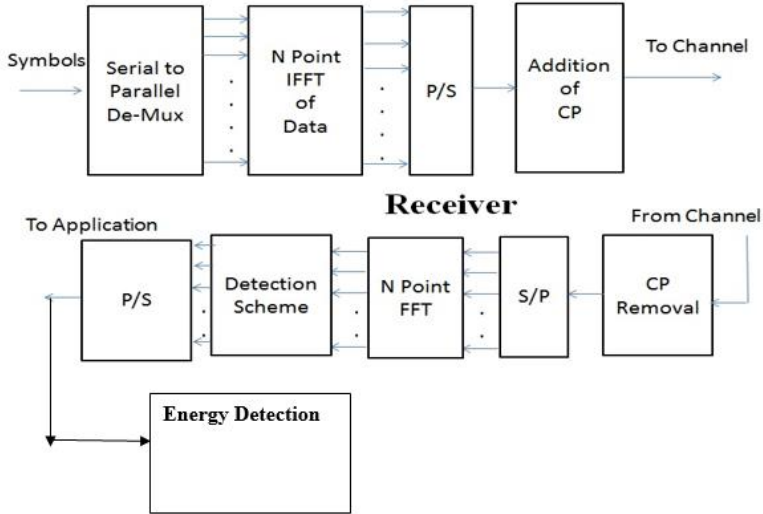 Symbols
Serial to
Parallel
De-Mux
N Point
IFFT
of
Data
P/S
Addition
of
CP
To Channel
Receiver
To Application
From Channel
P/S
Detection
Scheme
N Point
FFT
S/P
CP
Removal
Energy Detection